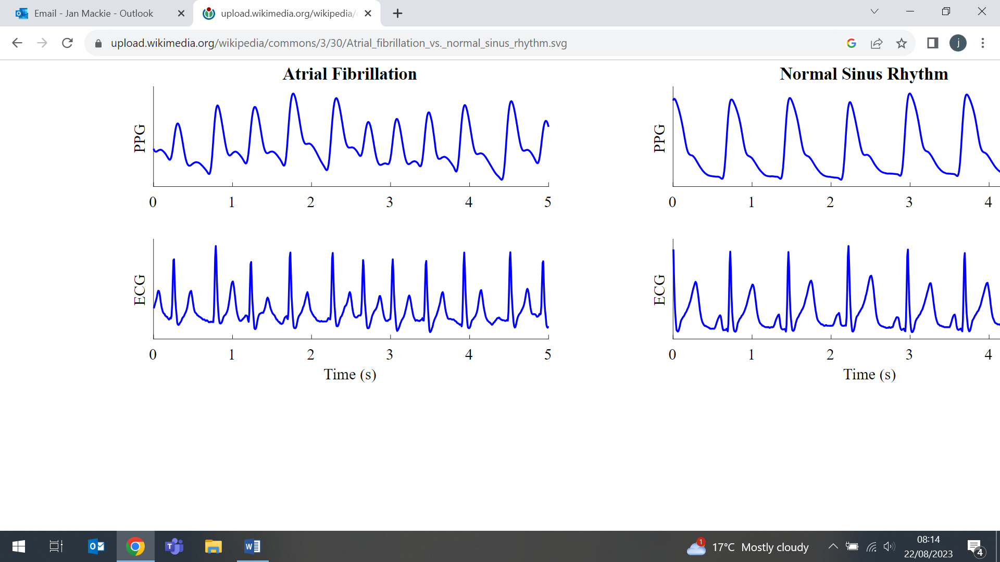 Email - Jan Mackie - Outlook
upload.wikimedia.org/wikipedia/
upload.wikimedia.org/wikipedia/commons/3/30/Atrial_fibrillation_vs._normal_sinus_rhythm.svg
j
Atrial Fibrillation
Normal Sinus Rhythm
PPG
PPG
0 1 2 3 4 5
0 1 2 3 4
ECG
ECG
0 1 2 3 4 5
0 1 2 3 4
Time (s)
Time (s)
1
17°C Mostly cloudy
08:14
22/08/2023
4